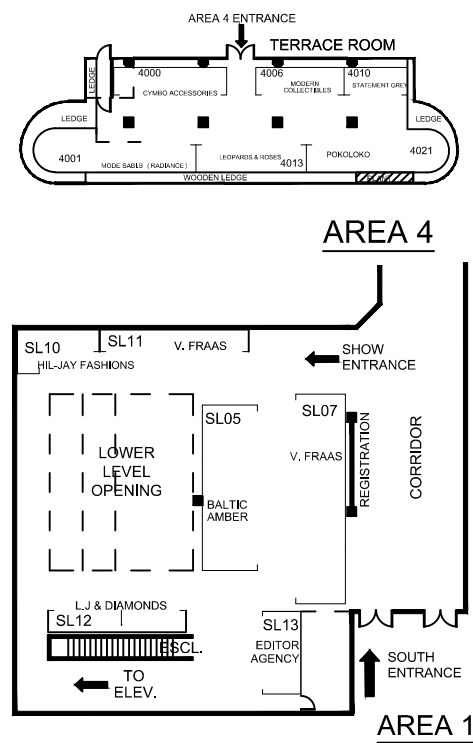 AREA 4 ENTRANCE
TERRACE ROOM
LEDGE
4000
4006
4010
CYMBO ACCESSORIES
MODERN
COLLECTIBLES
STATEMENT GREY
LEDGE
LEDGE
4001
MODE SABLB ( RADIANCE)
LEOPARDS & ROSES
4013
POKOLOKO
4021
WOODEN LEDGE
PLANT
AREA 4
SL10
SL11
V. FRAAS
HIL-JAY FASHIONS
SHOW
ENTRANCE
SL05
SL07
LOWER
LEVEL
OPENING
V. FRAAS
REGISTRATION
CORRIDOR
BALTIC
AMBER
L.J & DIAMONDS
SL12
SL13
ESCL.
EDITOR
AGENCY
TO
ELEV.
SOUTH
ENTRANCE
AREA 1